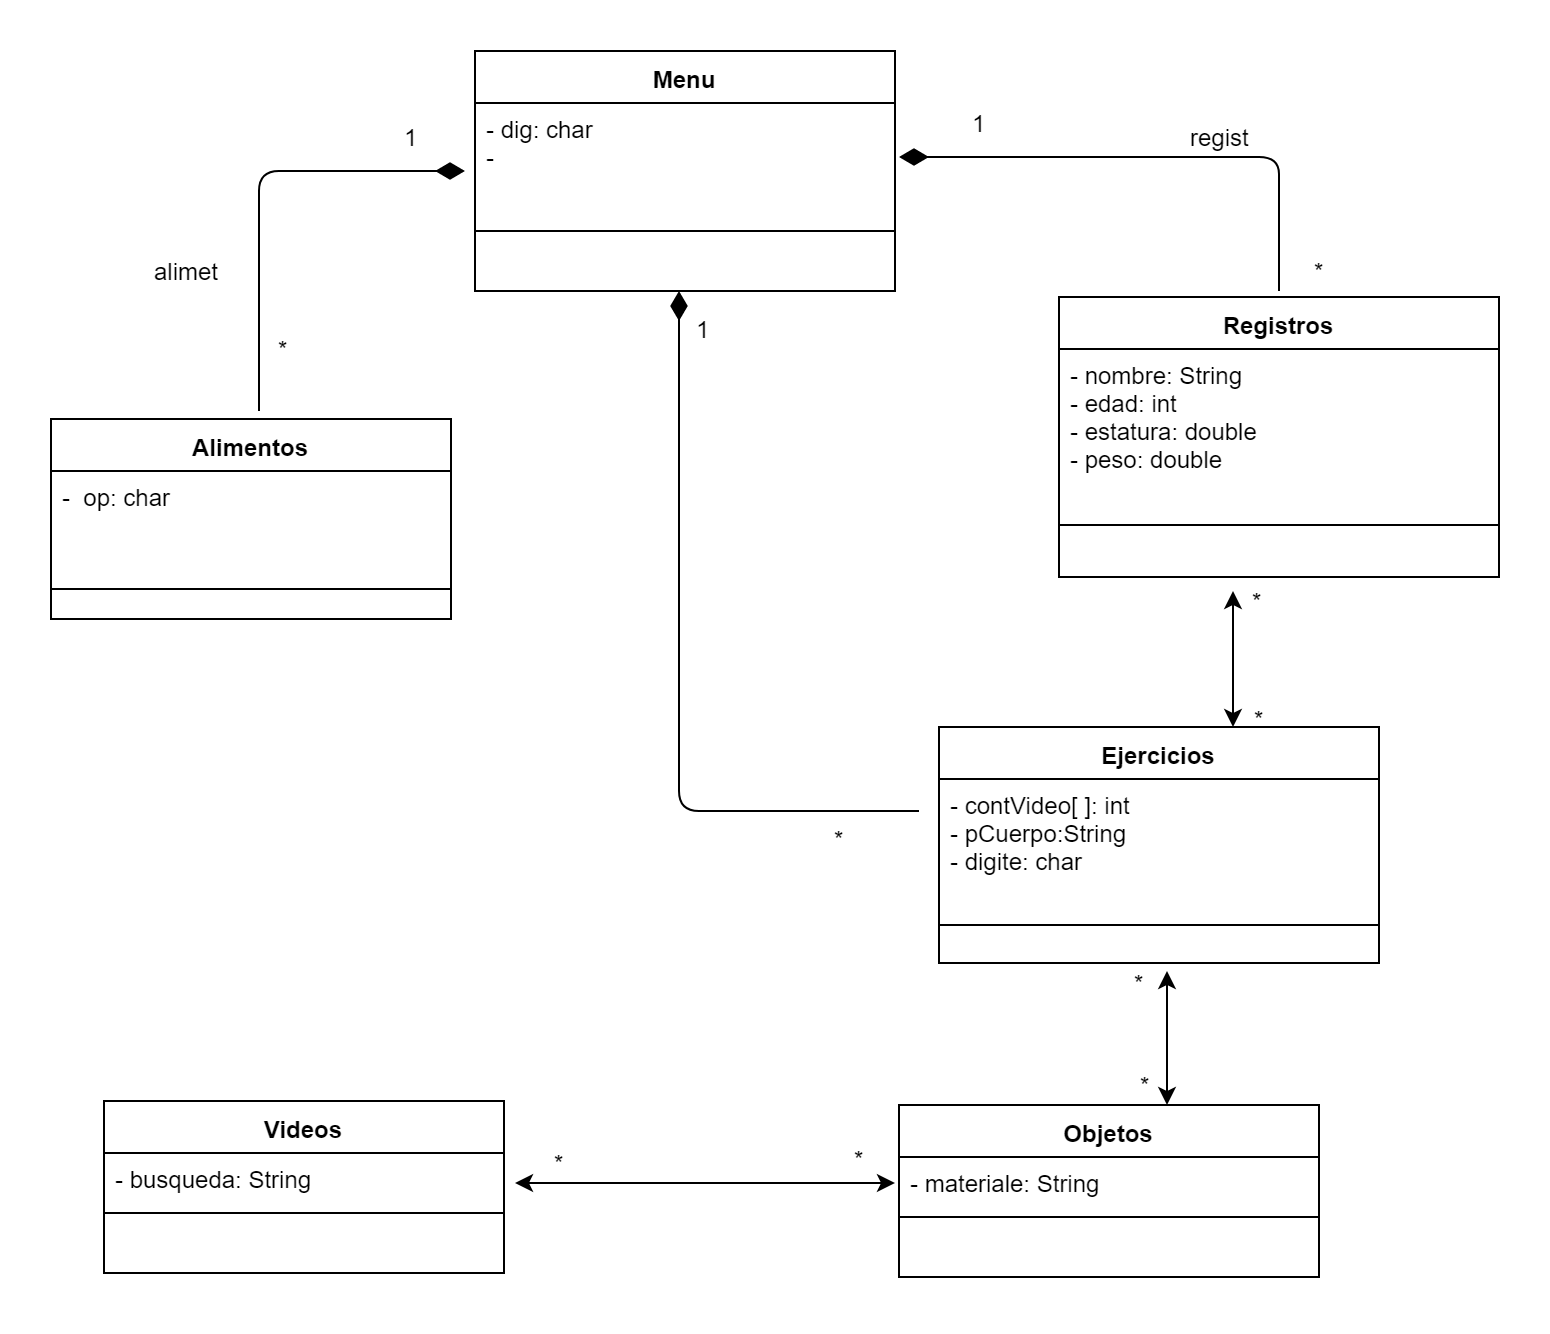 Menu
- dig: char
-
1
1
regist
alimet
*
*
1
Registros
- nombre: String
- edad: int
- estatura: double
- peso: double
Alimentos
-  op: char
*
*
Ejercicios
- contVideo[ ]: int
- pCuerpo:String
- digite: char
*
*
*
Videos
- busqueda: String
*
*
Objetos
- materiale: String